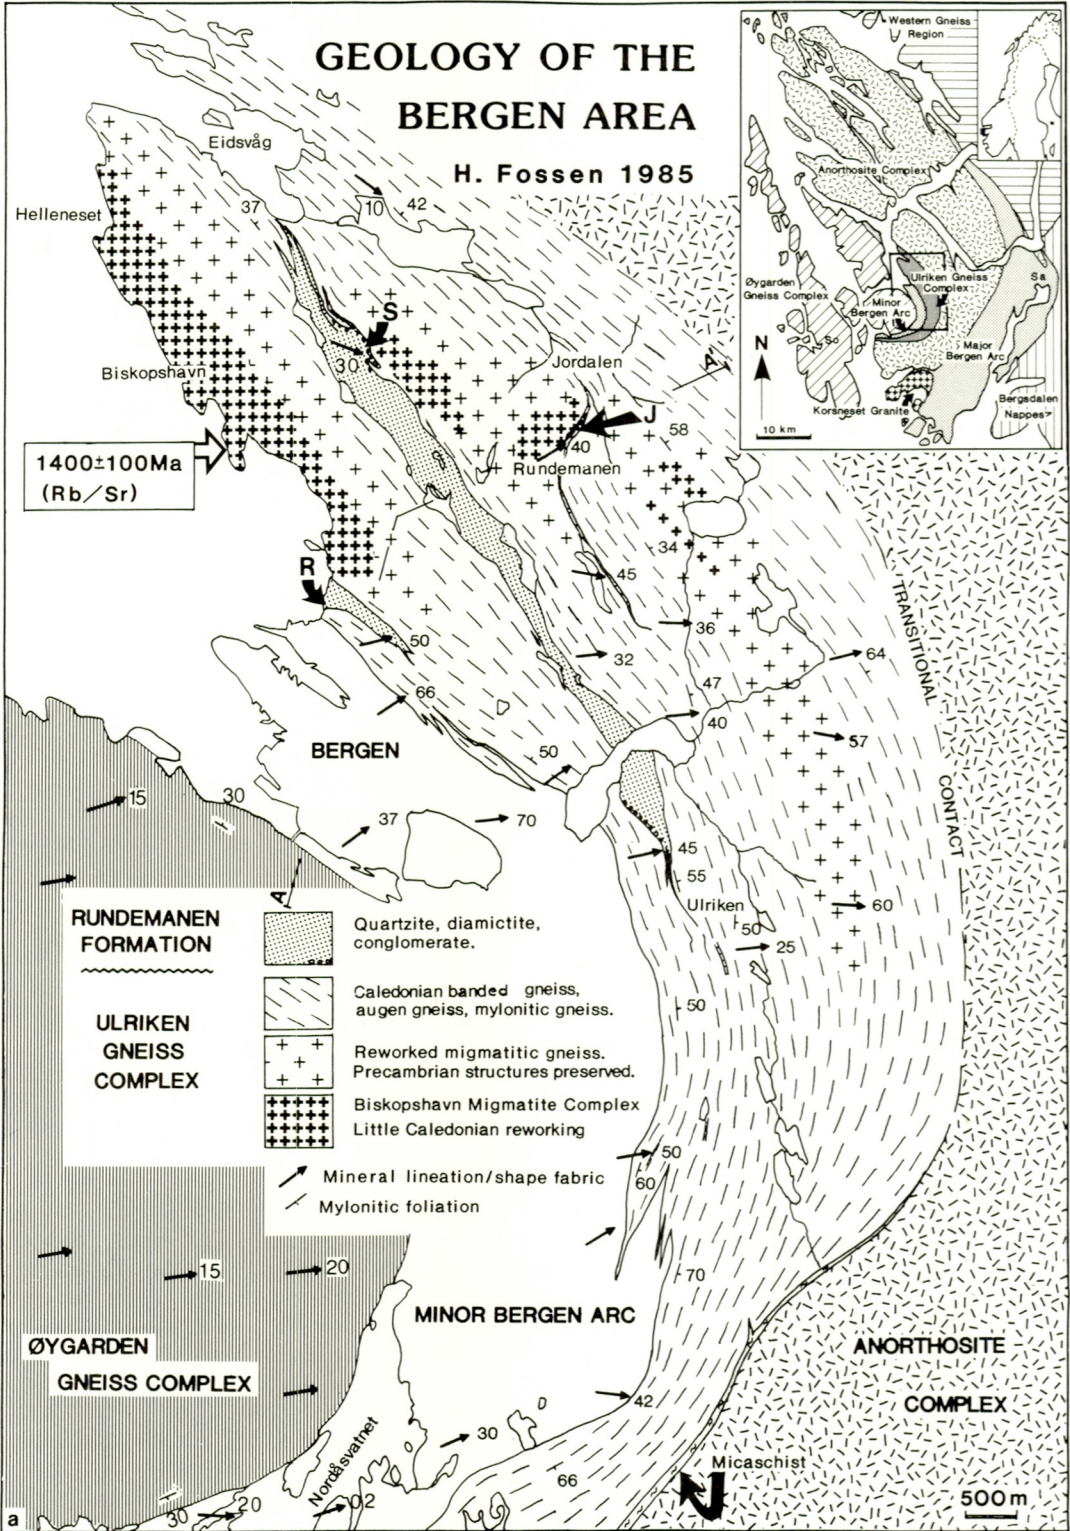 GEOLOGY OF THE
BERGEN AREA
H. Fossen 1985
Western Gneiss
Region
Anorthosite Complex
Øygarden
Gneiss Complex
Ulriken Gneiss
Complex
Minor
Bergen Arc
So
Sa
Major
Bergen Arc
N
Korsneset Granite
Bergsdalen
Nappes
10 km
Eidsvåg
10
42
37
Helleneset
S
30
Biskopshavn
Jordalen
A'
J
58
40
Rundemanen
1400±100Ma
(Rb/Sr)
34
45
R
36
50
32
64
TRANSITIONAL
66
47
40
57
BERGEN
50
CONTACT
15
30
37
70
45
55
A
Ulriken
60
50
25
RUNDEMANEN
FORMATION
Quartzite, diactite,
conglomerate.
ULRIKEN
GNEISS
COMPLEX
Caledonian banded gneiss,
augen gneiss, mylonitic gneiss.
50
Reworked migmatitic gneiss.
Precambrian structures preserved.
Biskopshavn Migmatite Complex
Little Caledonian reworking
Mineral lineation/shape fabric
Mylonitic foliation
50
60
15
20
70
MINOR BERGEN ARC
ØYGARDEN
GNEISS COMPLEX
ANORTHOSITE
COMPLEX
42
30
Nordåsvatnet
66
Micaschist
30
20
02
500m
a